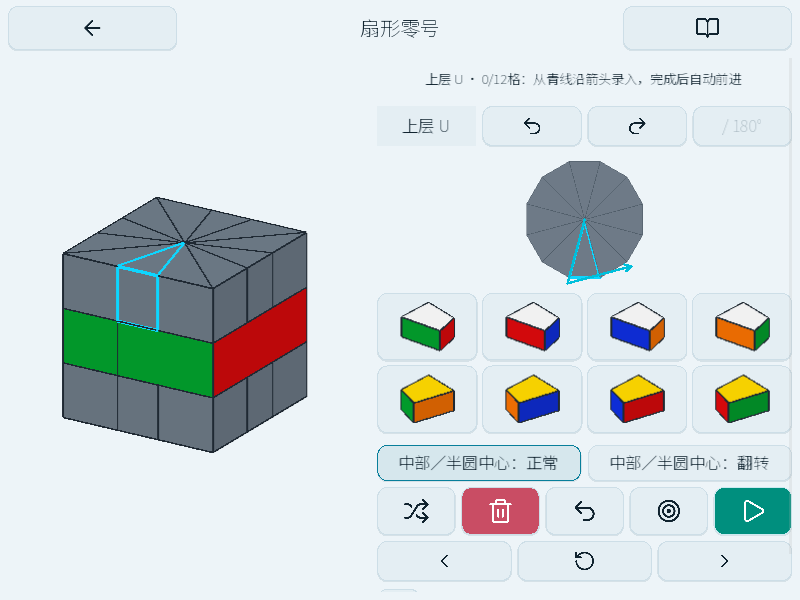 扇形零号
上层 U · 0/12格：从青线沿箭头录入，完成后自动前进
上层 U
/ 180°
中部／半圆中心：正常
中部／半圆中心：翻转